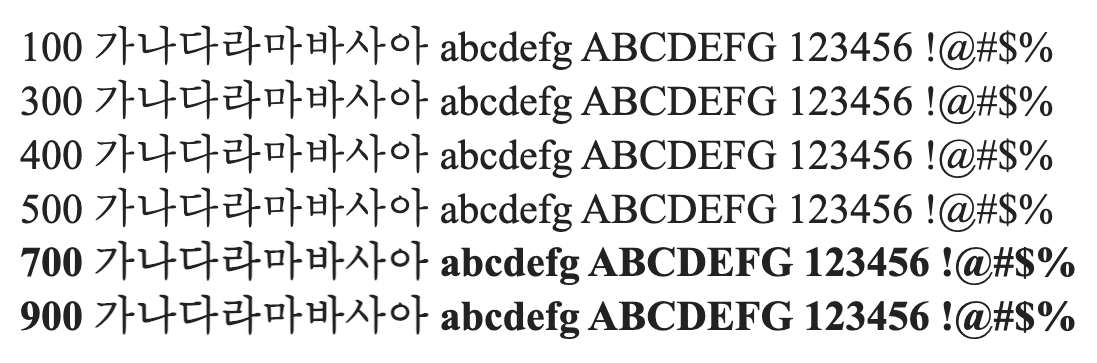 100 가나다라마바사아 abcdefg ABCDEFG 123456 !@#$%
300 가나다라마바사아 abcdefg ABCDEFG 123456 !@#$%
400 가나다라마바사아 abcdefg ABCDEFG 123456 !@#$%
500 가나다라마바사아 abcdefg ABCDEFG 123456 !@#$%
700 가나다라마바사아 abcdefg ABCDEFG 123456 !@#$%
900 가나다라마바사아 abcdefg ABCDEFG 123456 !@#$%